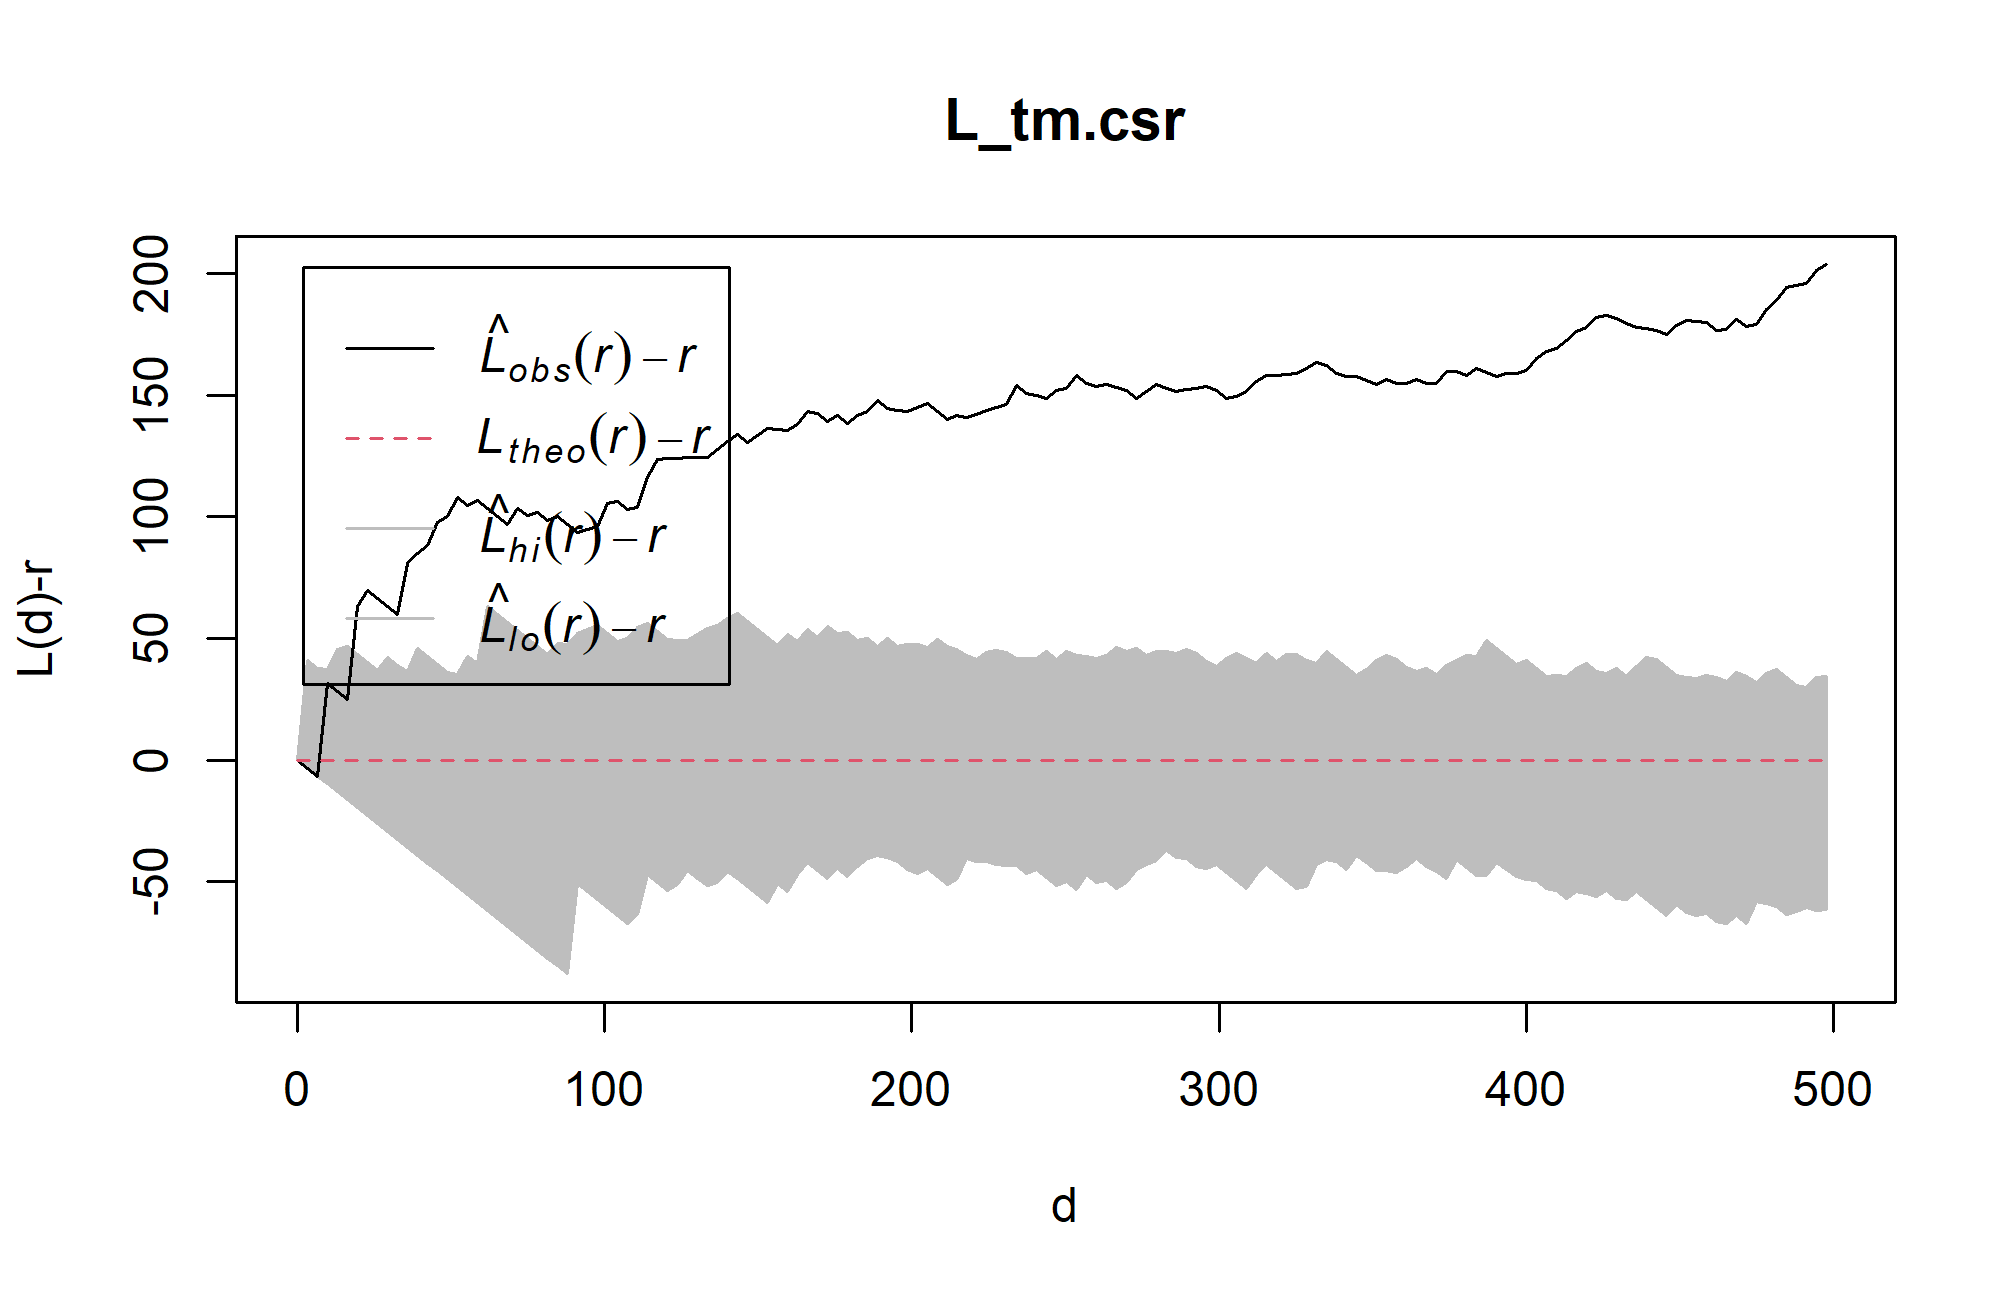 L_tm.csr
L(d)-r
200
150
100
50
0
-50
L̂obs(r) − r
Ltheo(r) − r
L̂hi(r) − r
L̂lo(r) − r
0 100 200 300 400 500
d